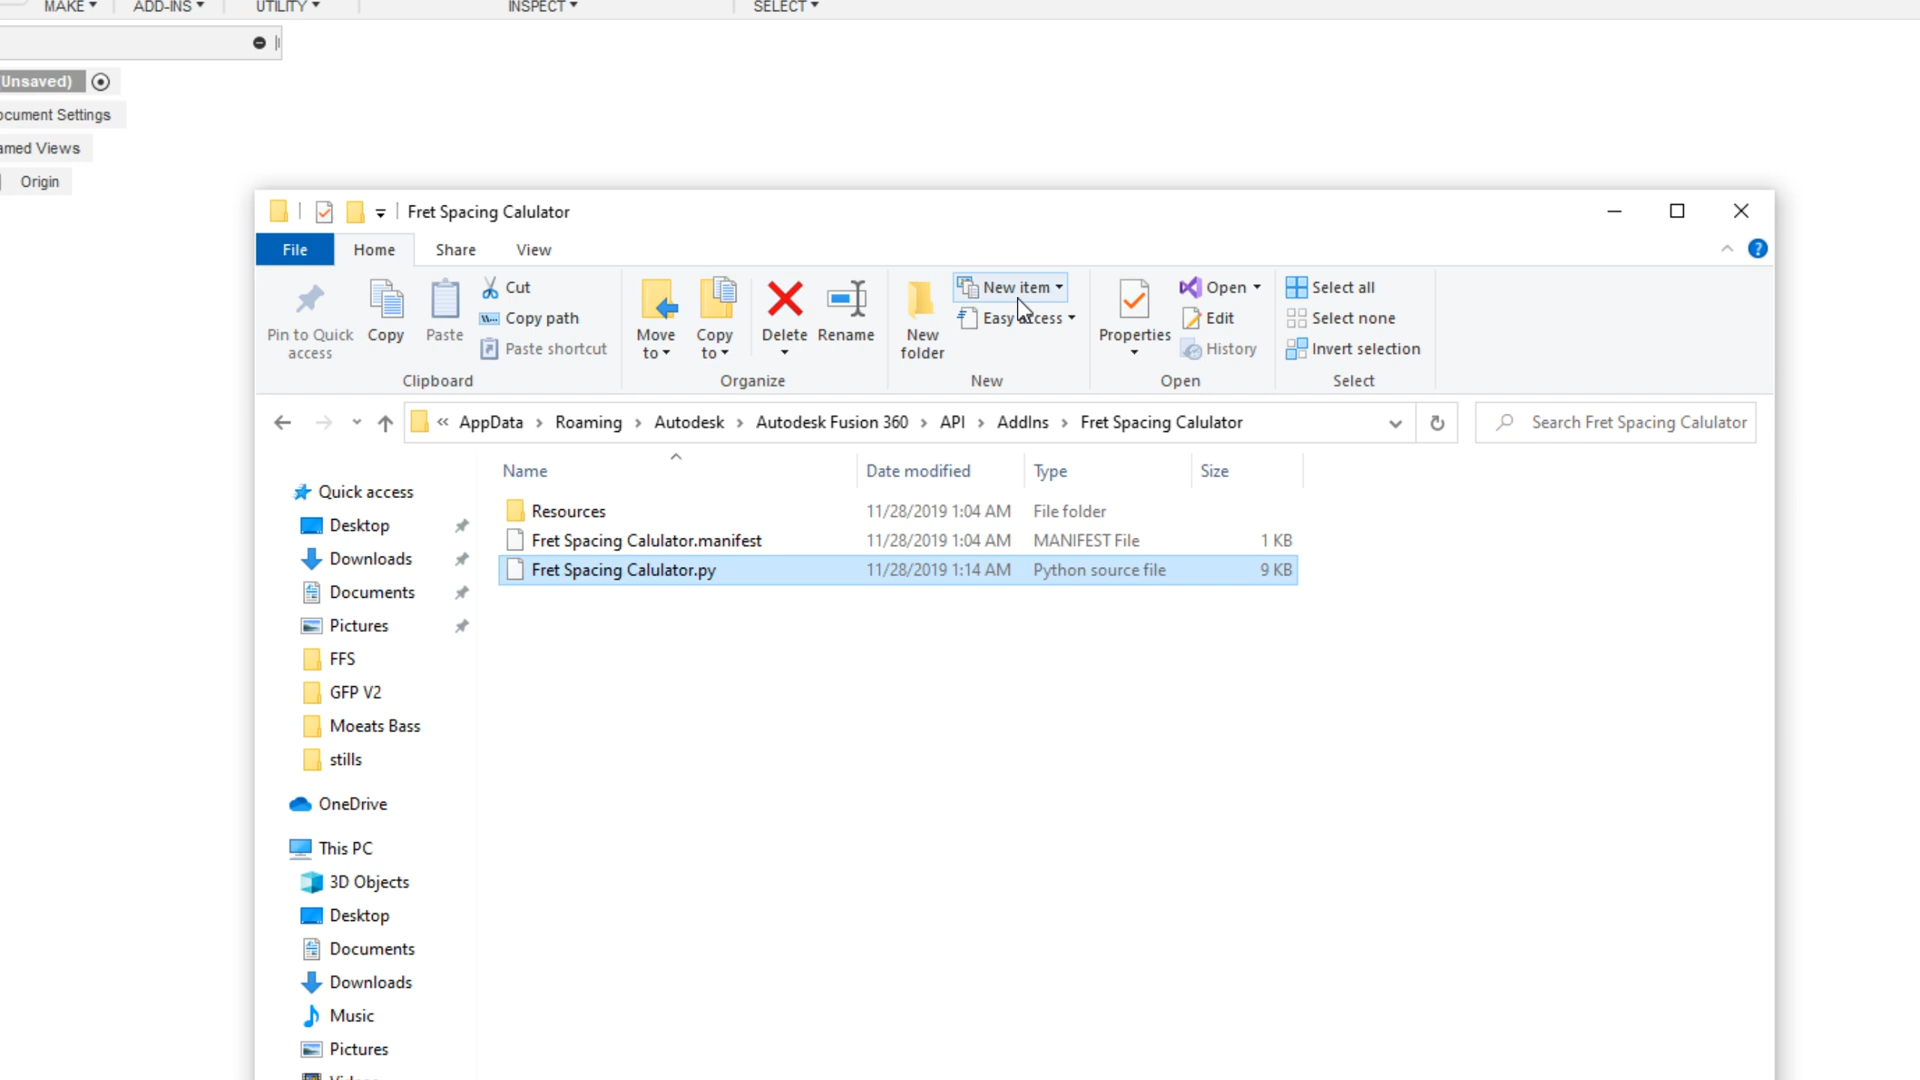 MAKE ADD-INS UTILITY INSPECT SELECT
Unsaved)
ocument Settings
amed Views
Origin
Fret Spacing Calulator
File Home Share View
Pin to Quick access
Copy
Paste
Cut
Copy path
Paste shortcut
Clipboard
Move to
Copy to
Delete
Rename
Organize
New folder
New item
Easy access
New
Properties
Open
Edit
History
Open
Select all
Select none
Invert selection
Select
« AppData › Roaming › Autodesk › Autodesk Fusion 360 › API › AddIns › Fret Spacing Calulator
Search Fret Spacing Calulator
Name Date modified Type Size
Resources 11/28/2019 1:04 AM File folder
Fret Spacing Calulator.manifest 11/28/2019 1:04 AM MANIFEST File 1 KB
Fret Spacing Calulator.py 11/28/2019 1:14 AM Python source file 9 KB
Quick access
Desktop
Downloads
Documents
Pictures
FFS
GFP V2
Moeats Bass
stills
OneDrive
This PC
3D Objects
Desktop
Documents
Downloads
Music
Pictures